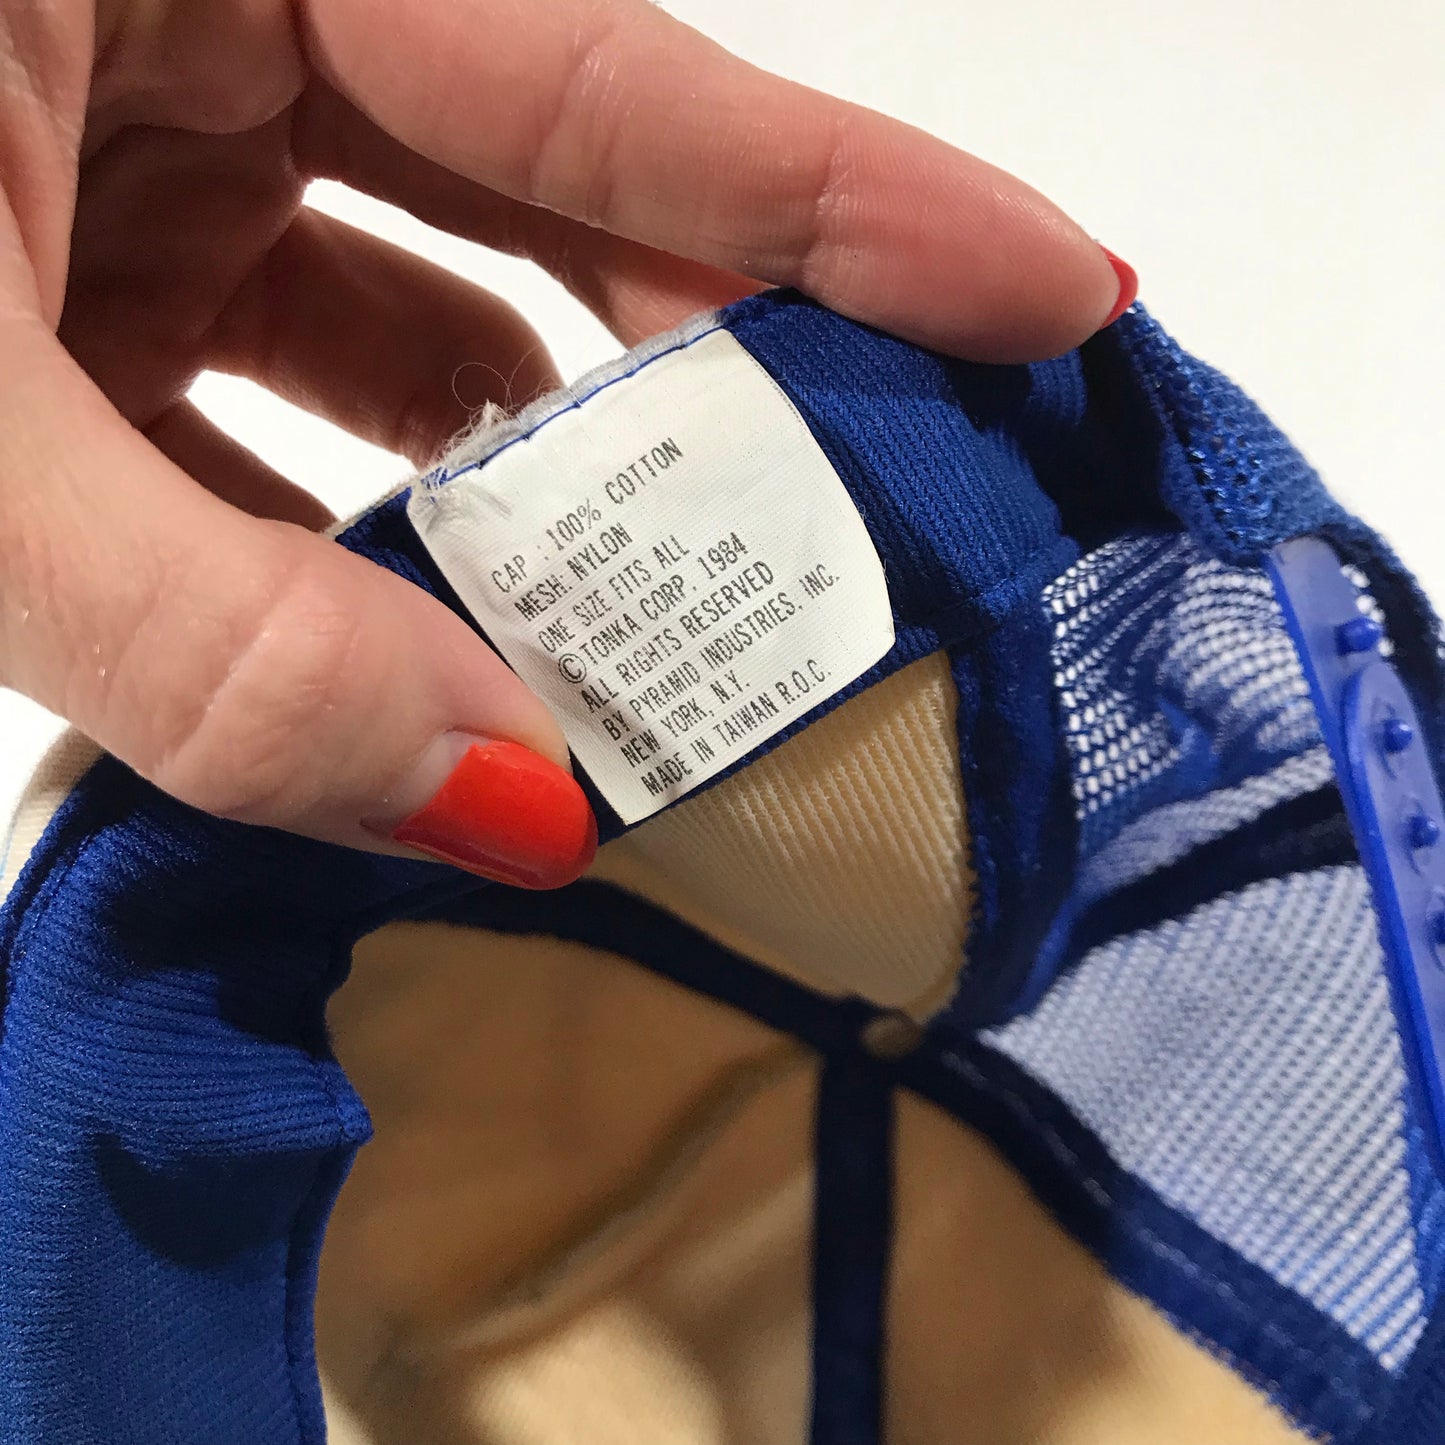 CAP : 100% COTTON
MESH: NYLON
ONE SIZE FITS ALL
©TONKA CORP. 1984
ALL RIGHTS RESERVED
BY PYRAMID INDUSTRIES, INC.
NEW YORK, N.Y.
MADE IN TAIWAN R.O.C.